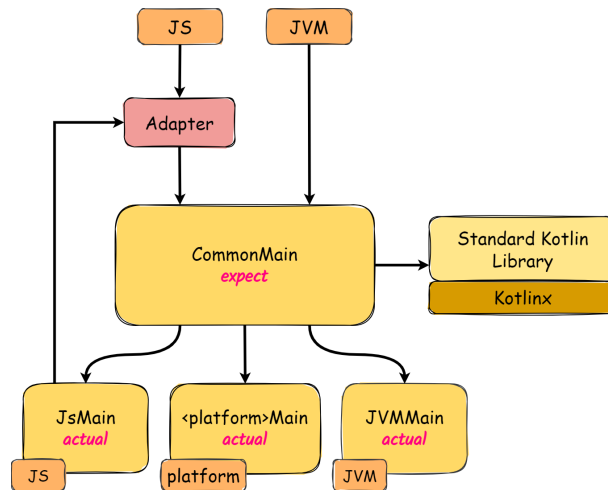 JS
JVM
Adapter
CommonMain
expect
Standard Kotlin
Library
Kotlinx
JsMain
actual
<platform>Main
actual
JVMMain
actual
JS
platform
JVM